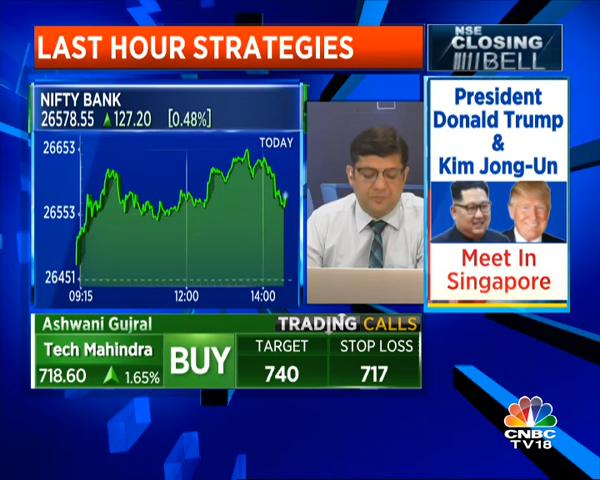 LAST HOUR STRATEGIES
NSE
CLOSING
BELL
NIFTY BANK
26578.55 ▲ 127.20 [0.48%]
TODAY
26653
26553
26451
09:15 12:00 14:00
President
Donald Trump
&
Kim Jong-Un
Meet In
Singapore
Ashwani Gujral
TRADING CALLS
Tech Mahindra
718.60 ▲ 1.65%
BUY
TARGET
740
STOP LOSS
717
CNBC
TV18